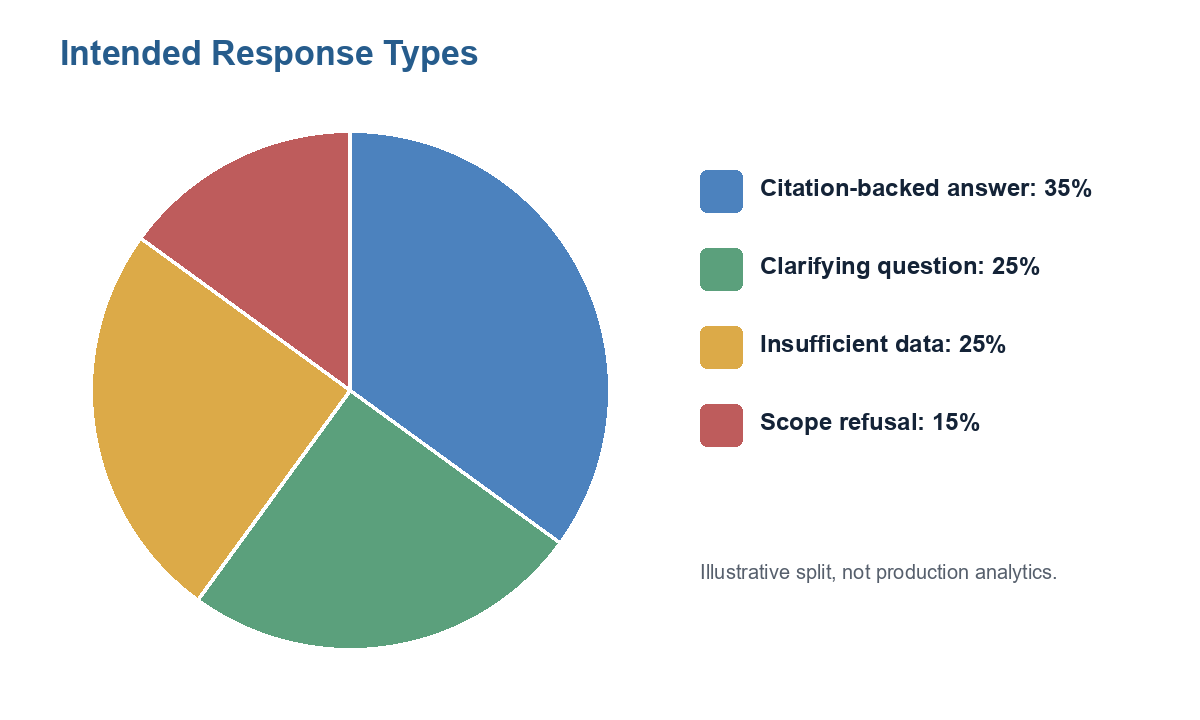 Intended Response Types
Citation-backed answer: 35%
Clarifying question: 25%
Insufficient data: 25%
Scope refusal: 15%
Illustrative split, not production analytics.